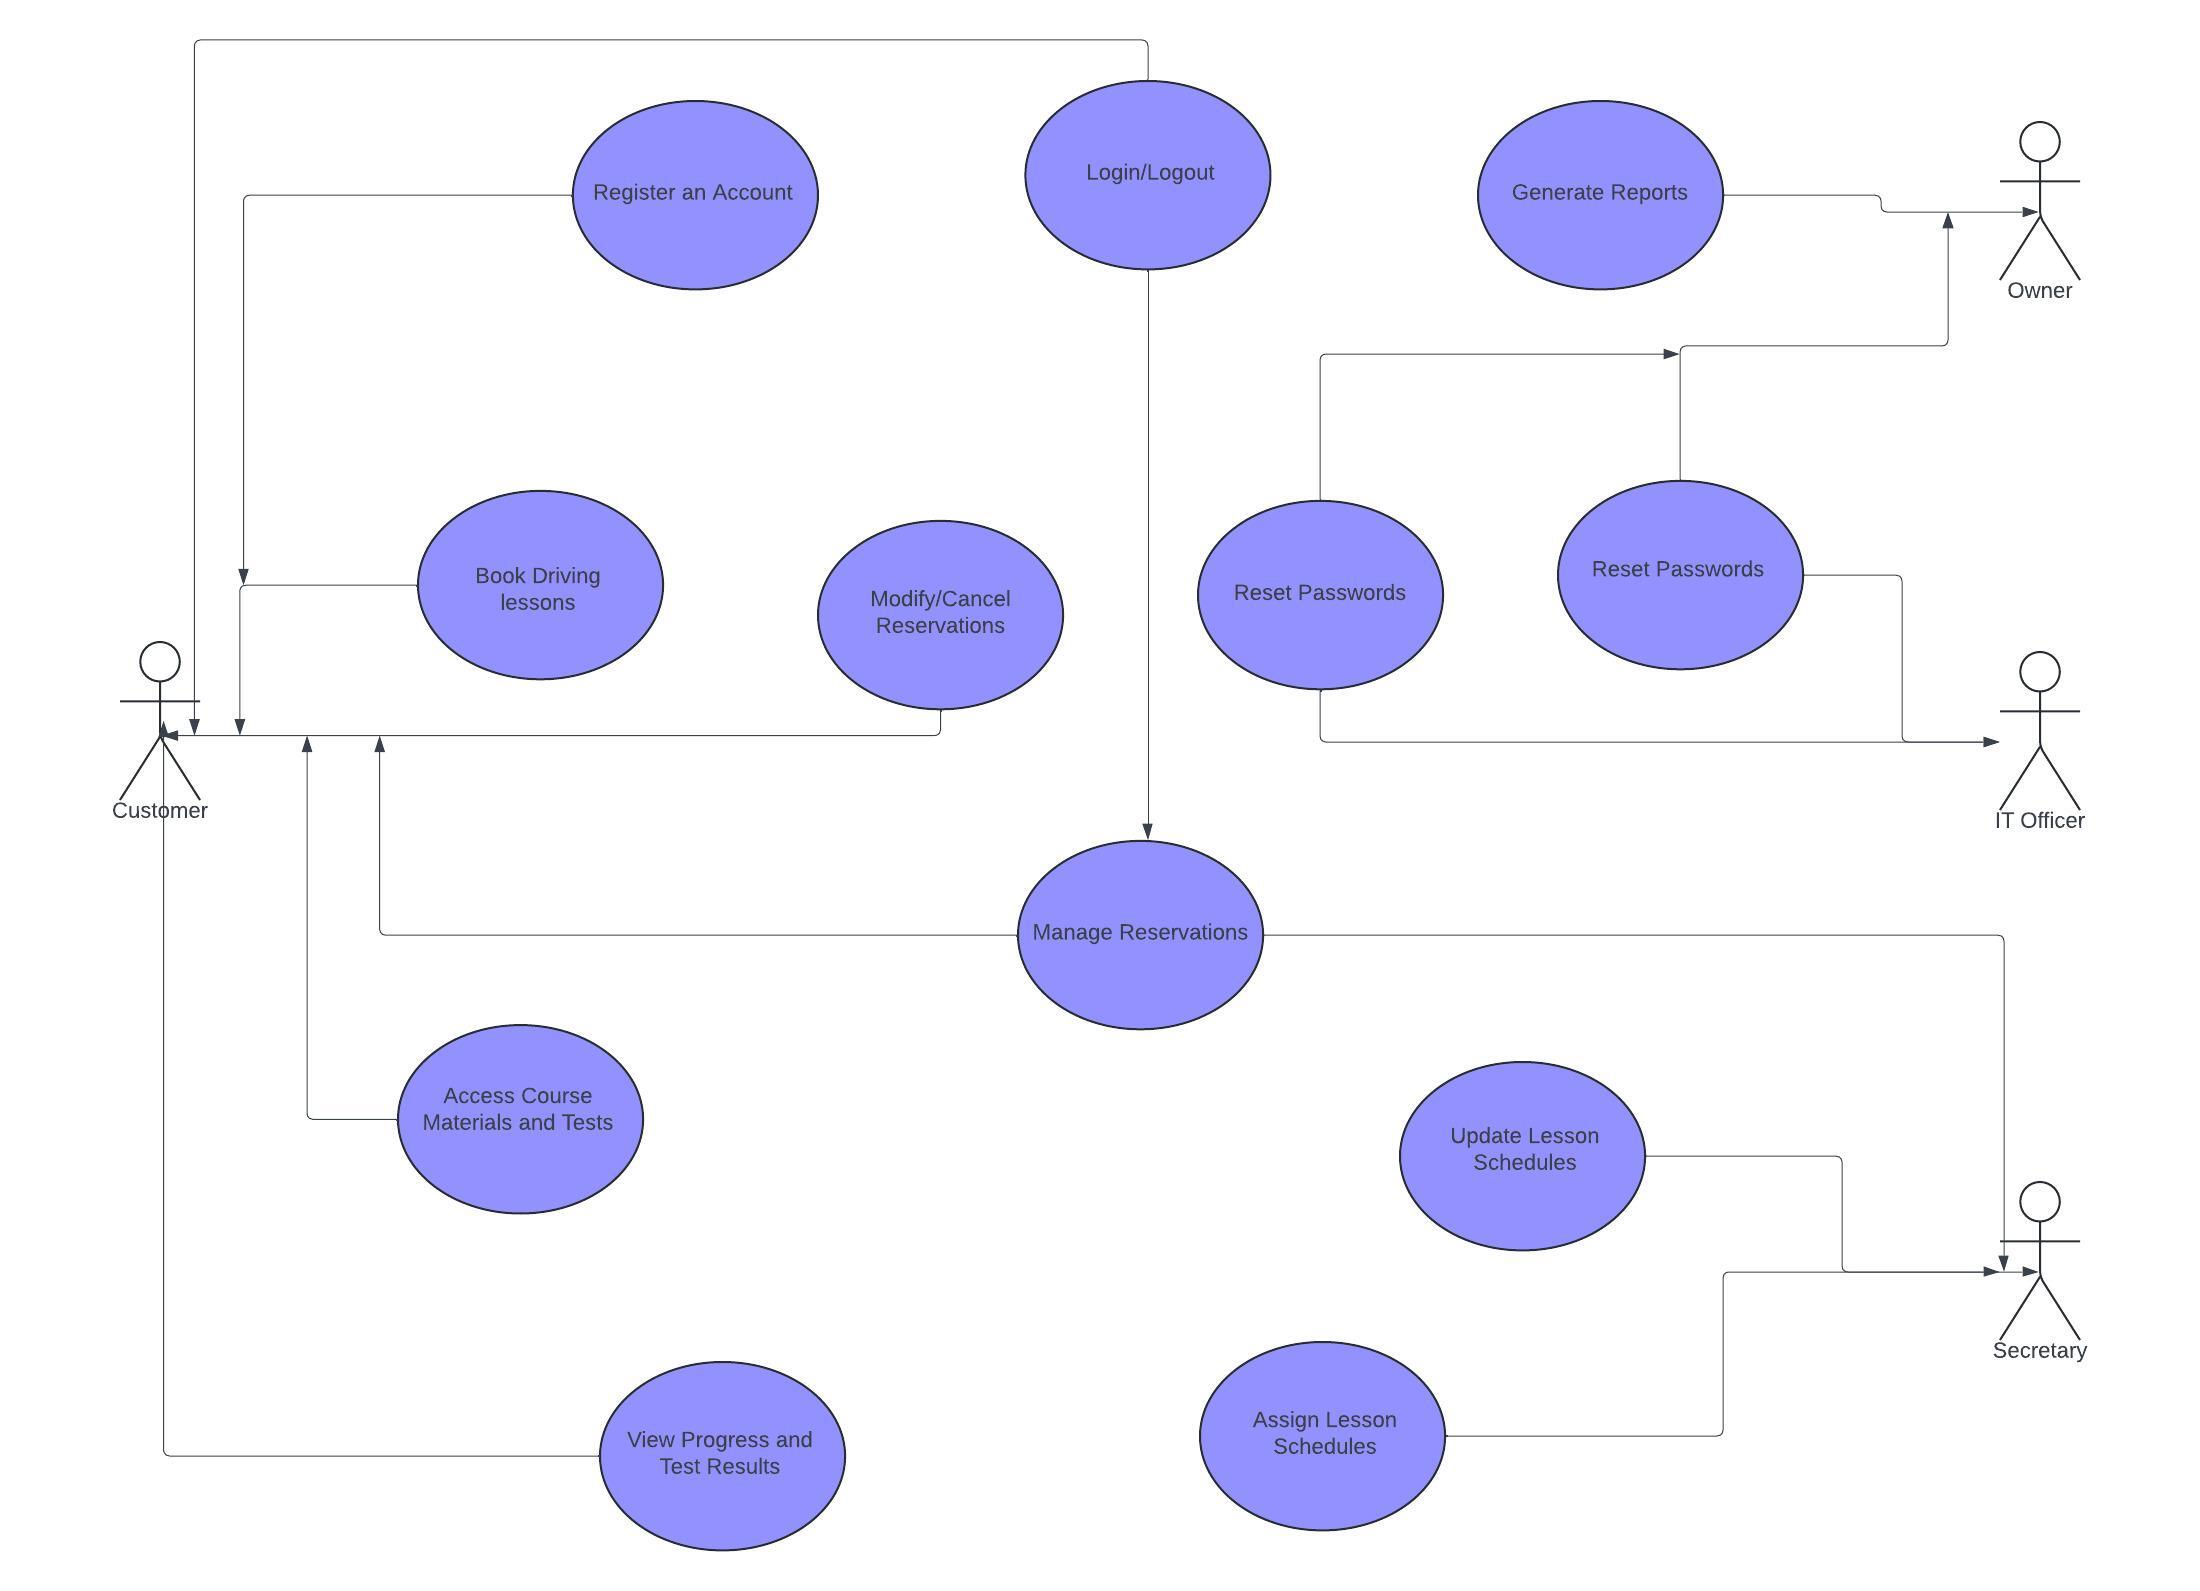 Login/Logout
Register an Account
Generate Reports
Owner
Book Driving
lessons
Modify/Cancel
Reservations
Reset Passwords
Reset Passwords
Customer
IT Officer
Manage Reservations
Access Course
Materials and Tests
Update Lesson
Schedules
Secretary
Assign Lesson
Schedules
View Progress and
Test Results